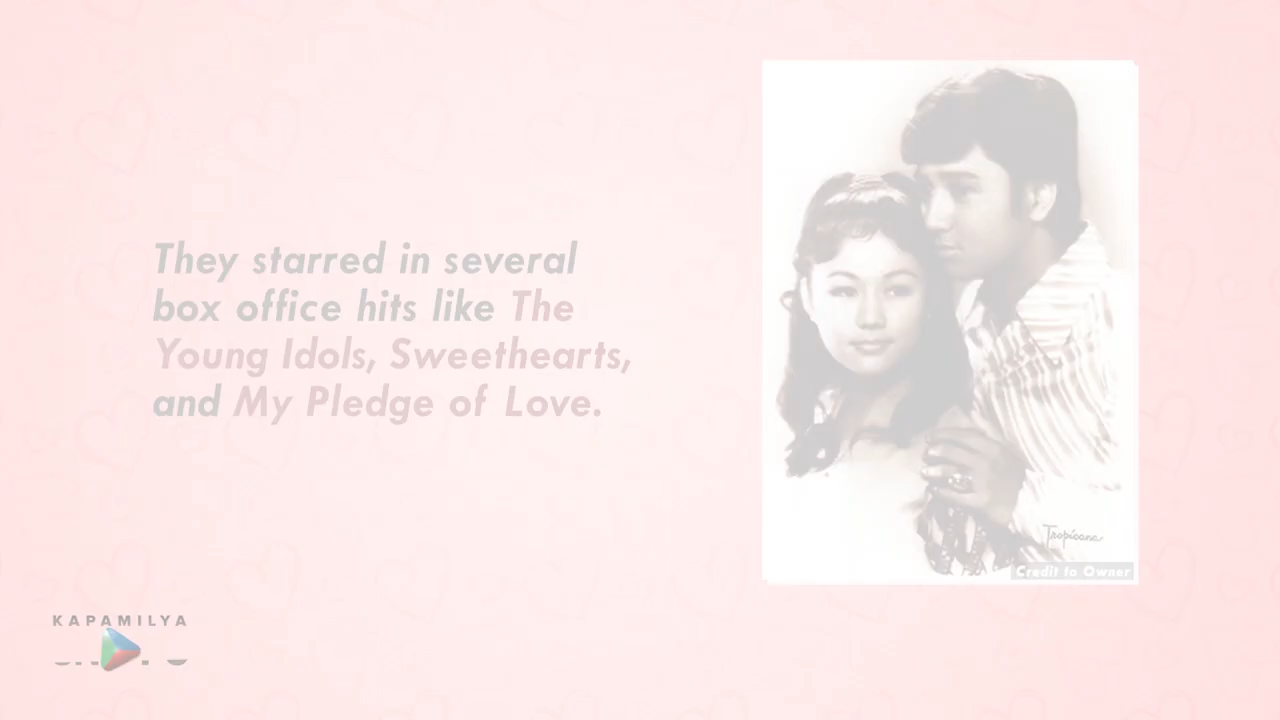 They starred in several
box office hits like The
Young Idols, Sweethearts,
and My Pledge of Love.
Tropicana
Credit to Owner
KAPAMILYA